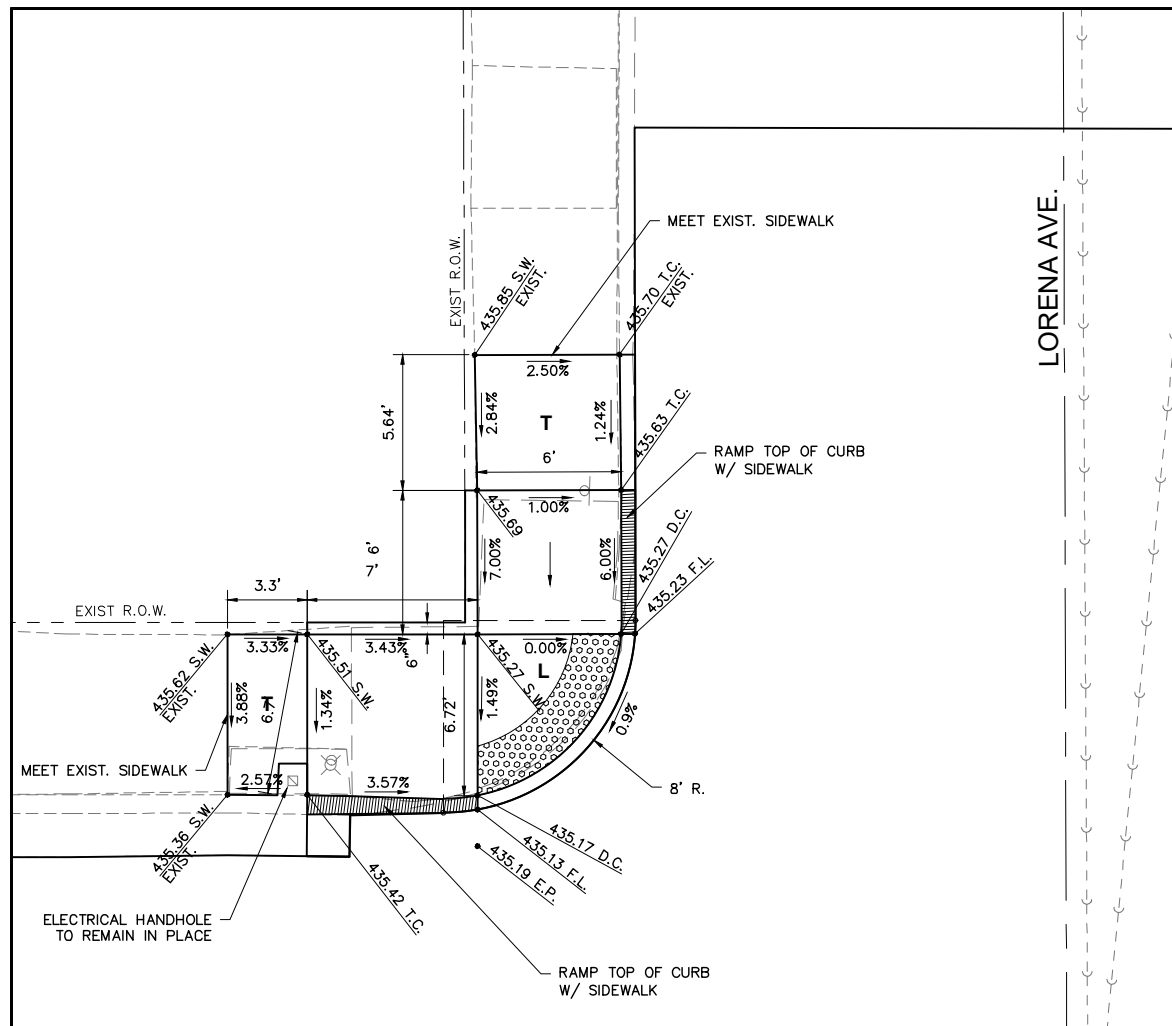 MEET EXIST. SIDEWALK
LORENA AVE.
EXIST R.O.W.
435.85 S.W.
EXIST.
435.70 T.C.
EXIST.
2.50%
5.64'
2.84%
T
1.24%
435.63 T.C.
6'
RAMP TOP OF CURB
W/ SIDEWALK
1.00%
435.69
6'
7'
7.00%
6.00%
435.27 D.C.
435.23 F.L.
3.3'
EXIST R.O.W.
3.33%
3.43%
6"
0.00%
435.62 S.W.
EXIST.
435.51 S.W.
435.27 S.W.
L
3.88%
T
6.7'
1.34%
6.72'
1.49%
0.9%
MEET EXIST. SIDEWALK
2.57%
3.57%
8' R.
435.36 S.W.
EXIST.
435.42 T.C.
435.17 D.C.
435.13 F.L.
435.19 E.P.
ELECTRICAL HANDHOLE
TO REMAIN IN PLACE
RAMP TOP OF CURB
W/ SIDEWALK